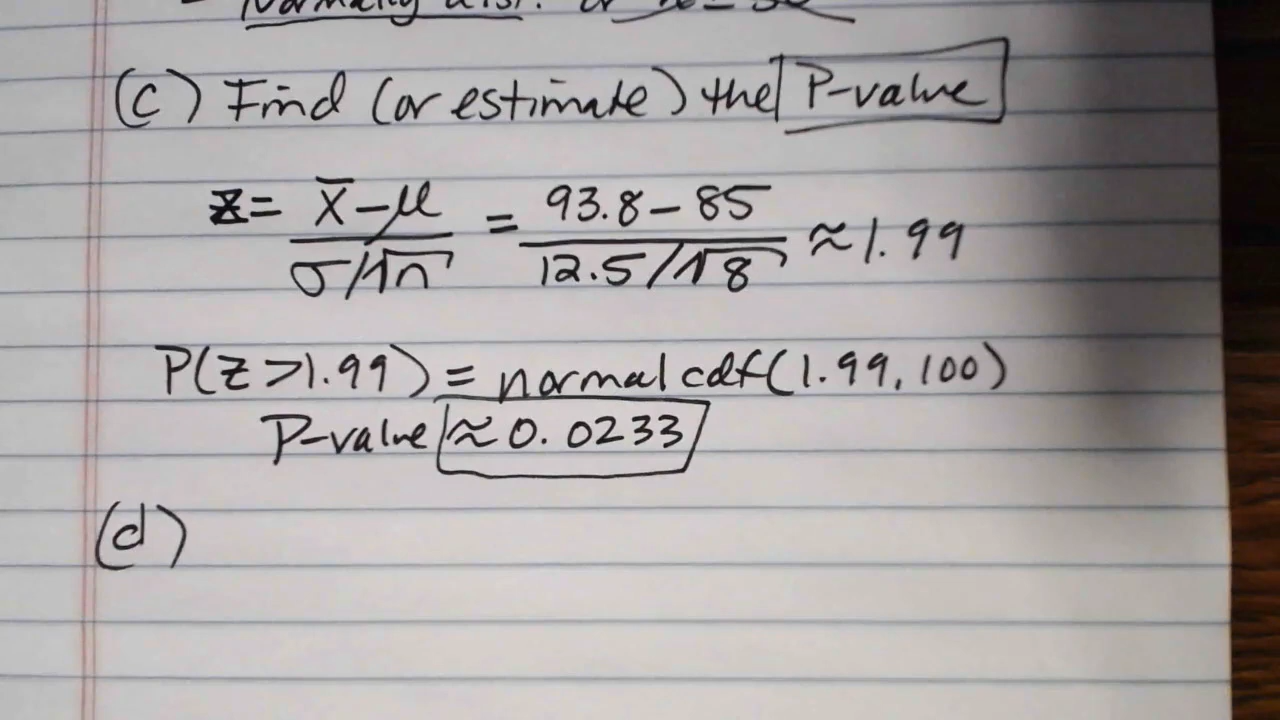 (c) Find (or estimate) the P-value
z = x̄ - μ / σ/√n = 93.8 - 85 / 12.5/√8 ≈ 1.99
P(z > 1.99) = normalcdf(1.99, 100)
P-value ≈ 0.0233
(d)